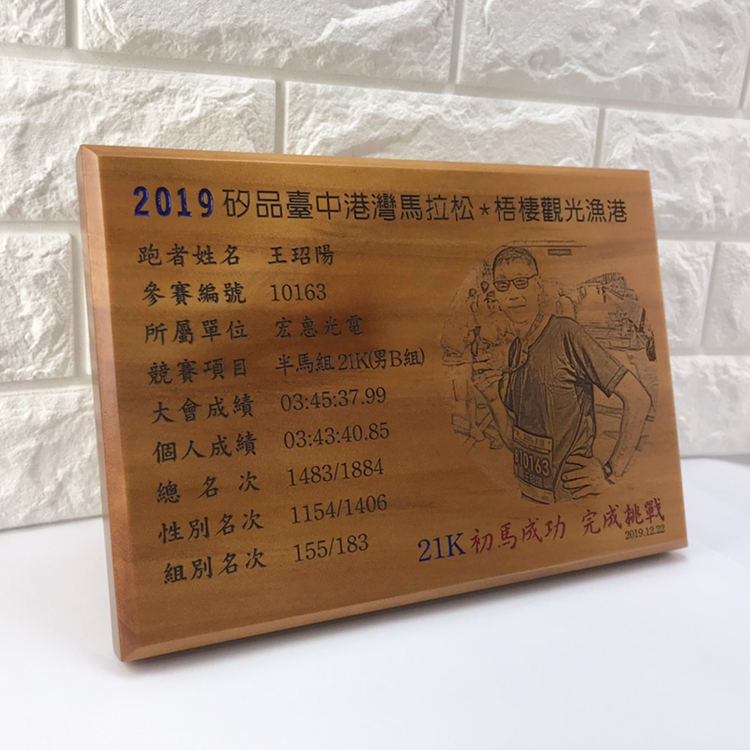 2019 矽品臺中港灣馬拉松*梧棲觀光漁港
跑者姓名 王玿陽
參賽編號 10163
所屬單位 宏惠光電
競賽項目 半馬組21K(男B組)
大會成績 03:45:37.99
個人成績 03:43:40.85
總名次 1483/1884
性別名次 1154/1406
組別名次 155/183
10163
21K 初馬成功 完成挑戰
2019.12.22